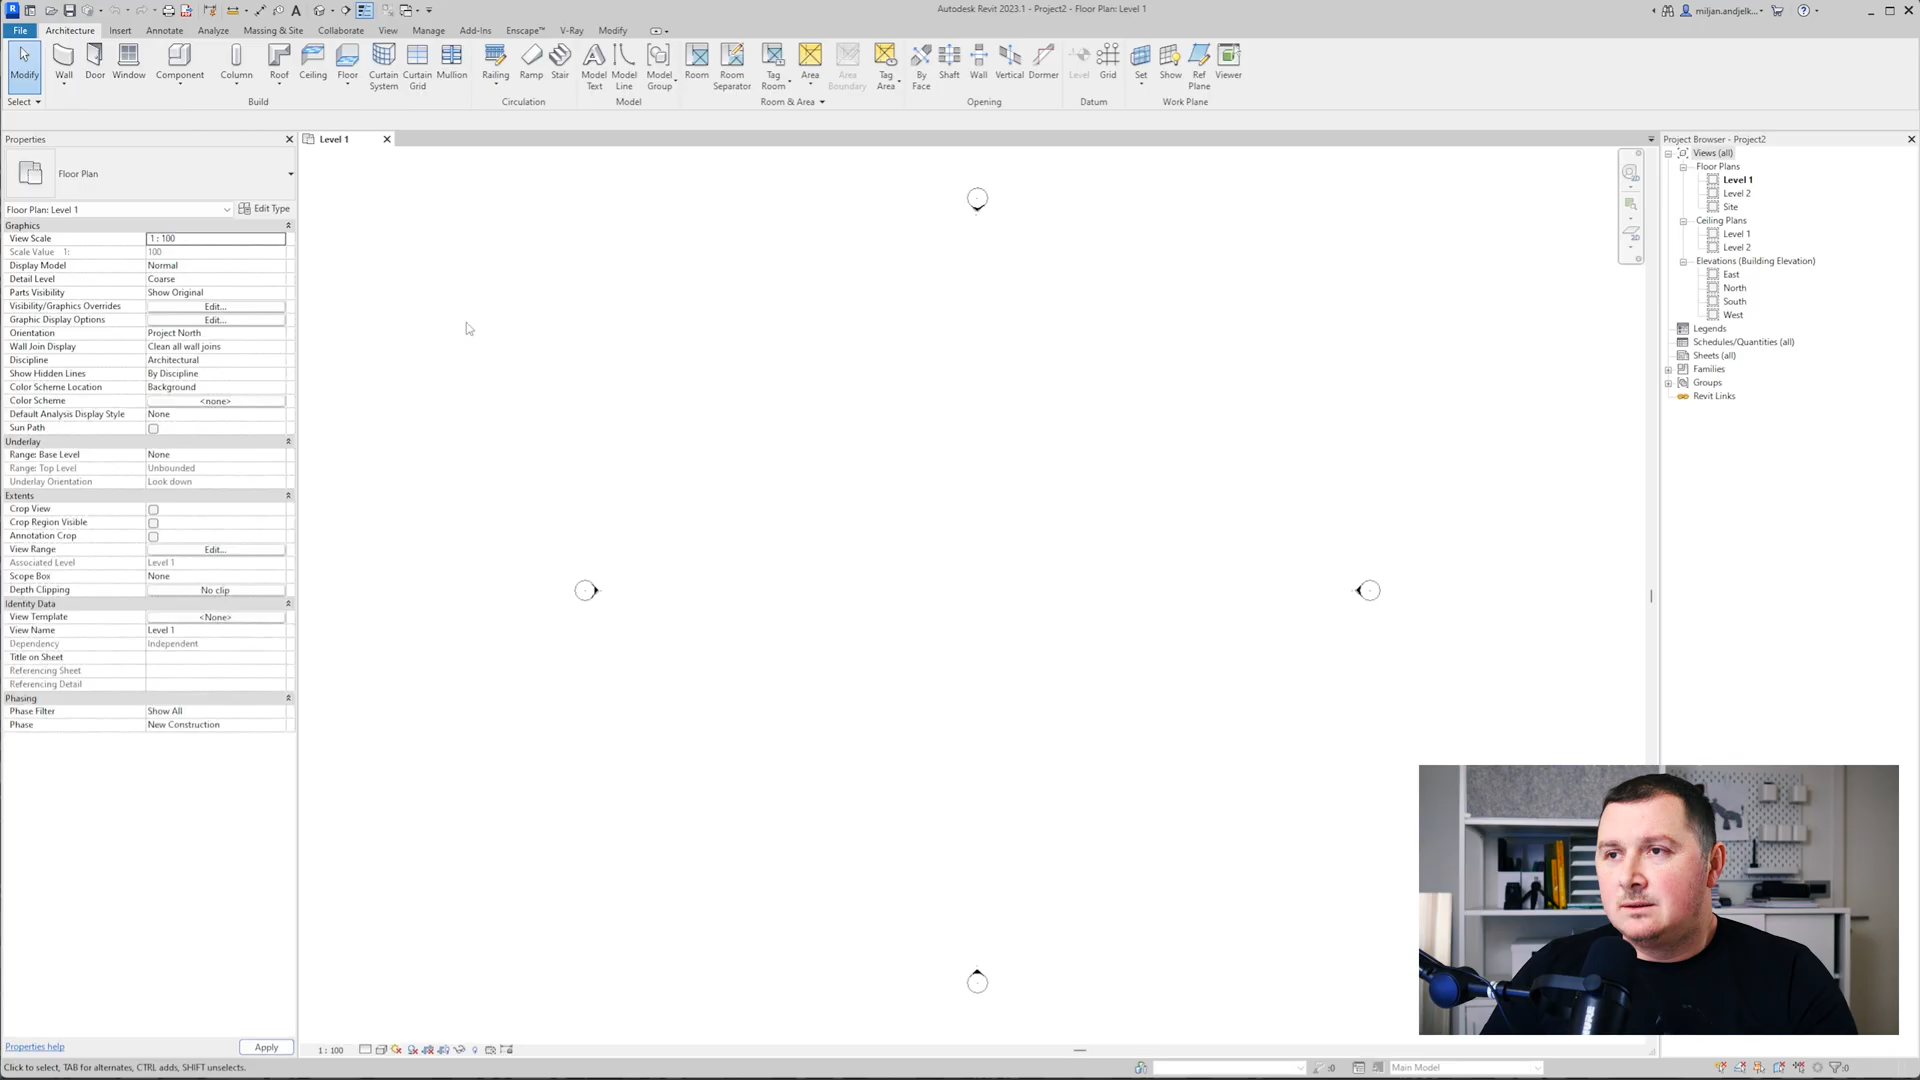 Autodesk Revit 2023.1 - Project2 - Floor Plan: Level 1
miljan.andjelk...
File Architecture Insert Annotate Analyze Massing & Site Collaborate View Manage Add-Ins Enscape™ V-Ray Modify
Modify Wall Door Window Component Column Roof Ceiling Floor Curtain System Curtain Grid Mullion Railing Ramp Stair Model Text Model Line Model Group Room Room Separator Tag Room Area Area Boundary Tag Area By Face Shaft Wall Vertical Dormer Level Grid Set Show Ref Plane Viewer
Select Build Circulation Model Room & Area Opening Datum Work Plane
Properties
Floor Plan
Floor Plan: Level 1 Edit Type
Graphics
View Scale 1 : 100
Scale Value 1: 100
Display Model Normal
Detail Level Coarse
Parts Visibility Show Original
Visibility/Graphics Overrides Edit...
Graphic Display Options Edit...
Orientation Project North
Wall Join Display Clean all wall joins
Discipline Architectural
Show Hidden Lines By Discipline
Color Scheme Location Background
Color Scheme <none>
Default Analysis Display Style None
Sun Path
Underlay
Range: Base Level None
Range: Top Level Unbounded
Underlay Orientation Look down
Extents
Crop View
Crop Region Visible
Annotation Crop
View Range Edit...
Associated Level Level 1
Scope Box None
Depth Clipping No clip
Identity Data
View Template <None>
View Name Level 1
Dependency Independent
Title on Sheet
Referencing Sheet
Referencing Detail
Phasing
Phase Filter Show All
Phase New Construction
Properties help Apply
Level 1
Project Browser - Project2
Views (all)
Floor Plans
Level 1
Level 2
Site
Ceiling Plans
Level 1
Level 2
Elevations (Building Elevation)
East
North
South
West
Legends
Schedules/Quantities (all)
Sheets (all)
Families
Groups
Revit Links
1 : 100
Click to select, TAB for alternates, CTRL adds, SHIFT unselects.
:0
Main Model
:0